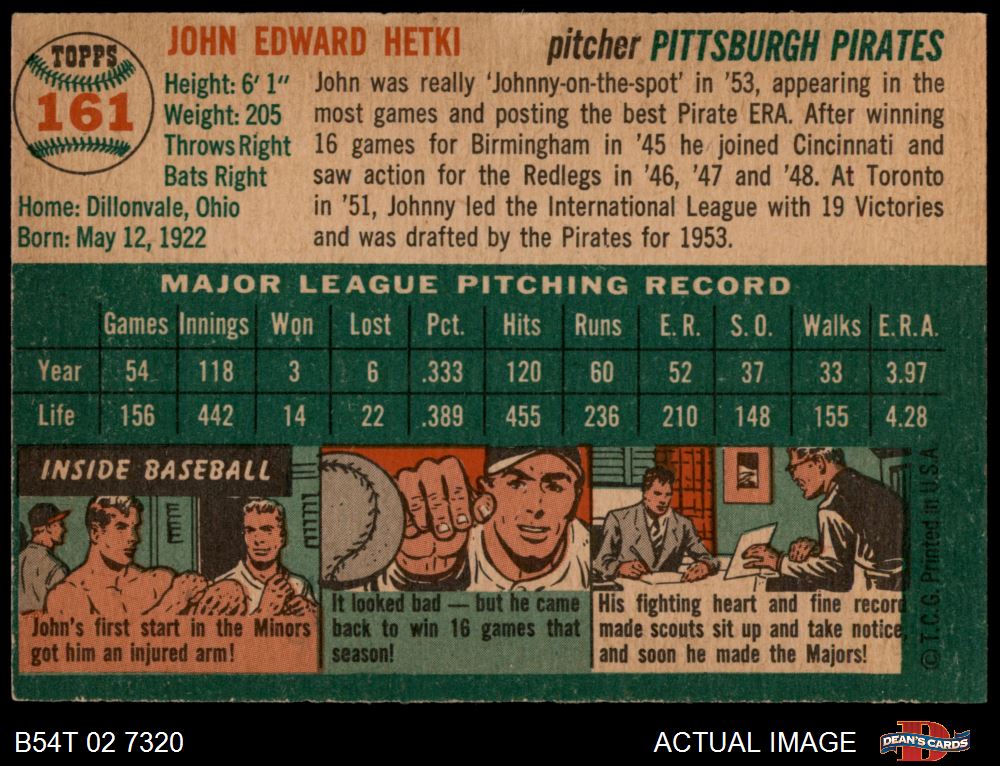 TOPPS
161
JOHN EDWARD HETKI
pitcher PITTSBURGH PIRATES
Height: 6' 1"
Weight: 205
Throws Right
Bats Right
Home: Dillonvale, Ohio
Born: May 12, 1922
John was really 'Johnny-on-the-spot' in '53, appearing in the
most games and posting the best Pirate ERA. After winning
16 games for Birmingham in '45 he joined Cincinnati and
saw action for the Redlegs in '46, '47 and '48. At Toronto
in '51, Johnny led the International League with 19 Victories
and was drafted by the Pirates for 1953.
MAJOR LEAGUE PITCHING RECORD
Games Innings Won Lost Pct. Hits Runs E.R. S.O. Walks E.R.A.
Year 54 118 3 6 .333 120 60 52 37 33 3.97
Life 156 442 14 22 .389 455 236 210 148 155 4.28
INSIDE BASEBALL
John's first start in the Minors
got him an injured arm!
It looked bad — but he came
back to win 16 games that
season!
His fighting heart and fine record
made scouts sit up and take notice,
and soon he made the Majors!
© T.C.G. Printed in U.S.A
B54T 02 7320
ACTUAL IMAGE
DEAN'S CARDS